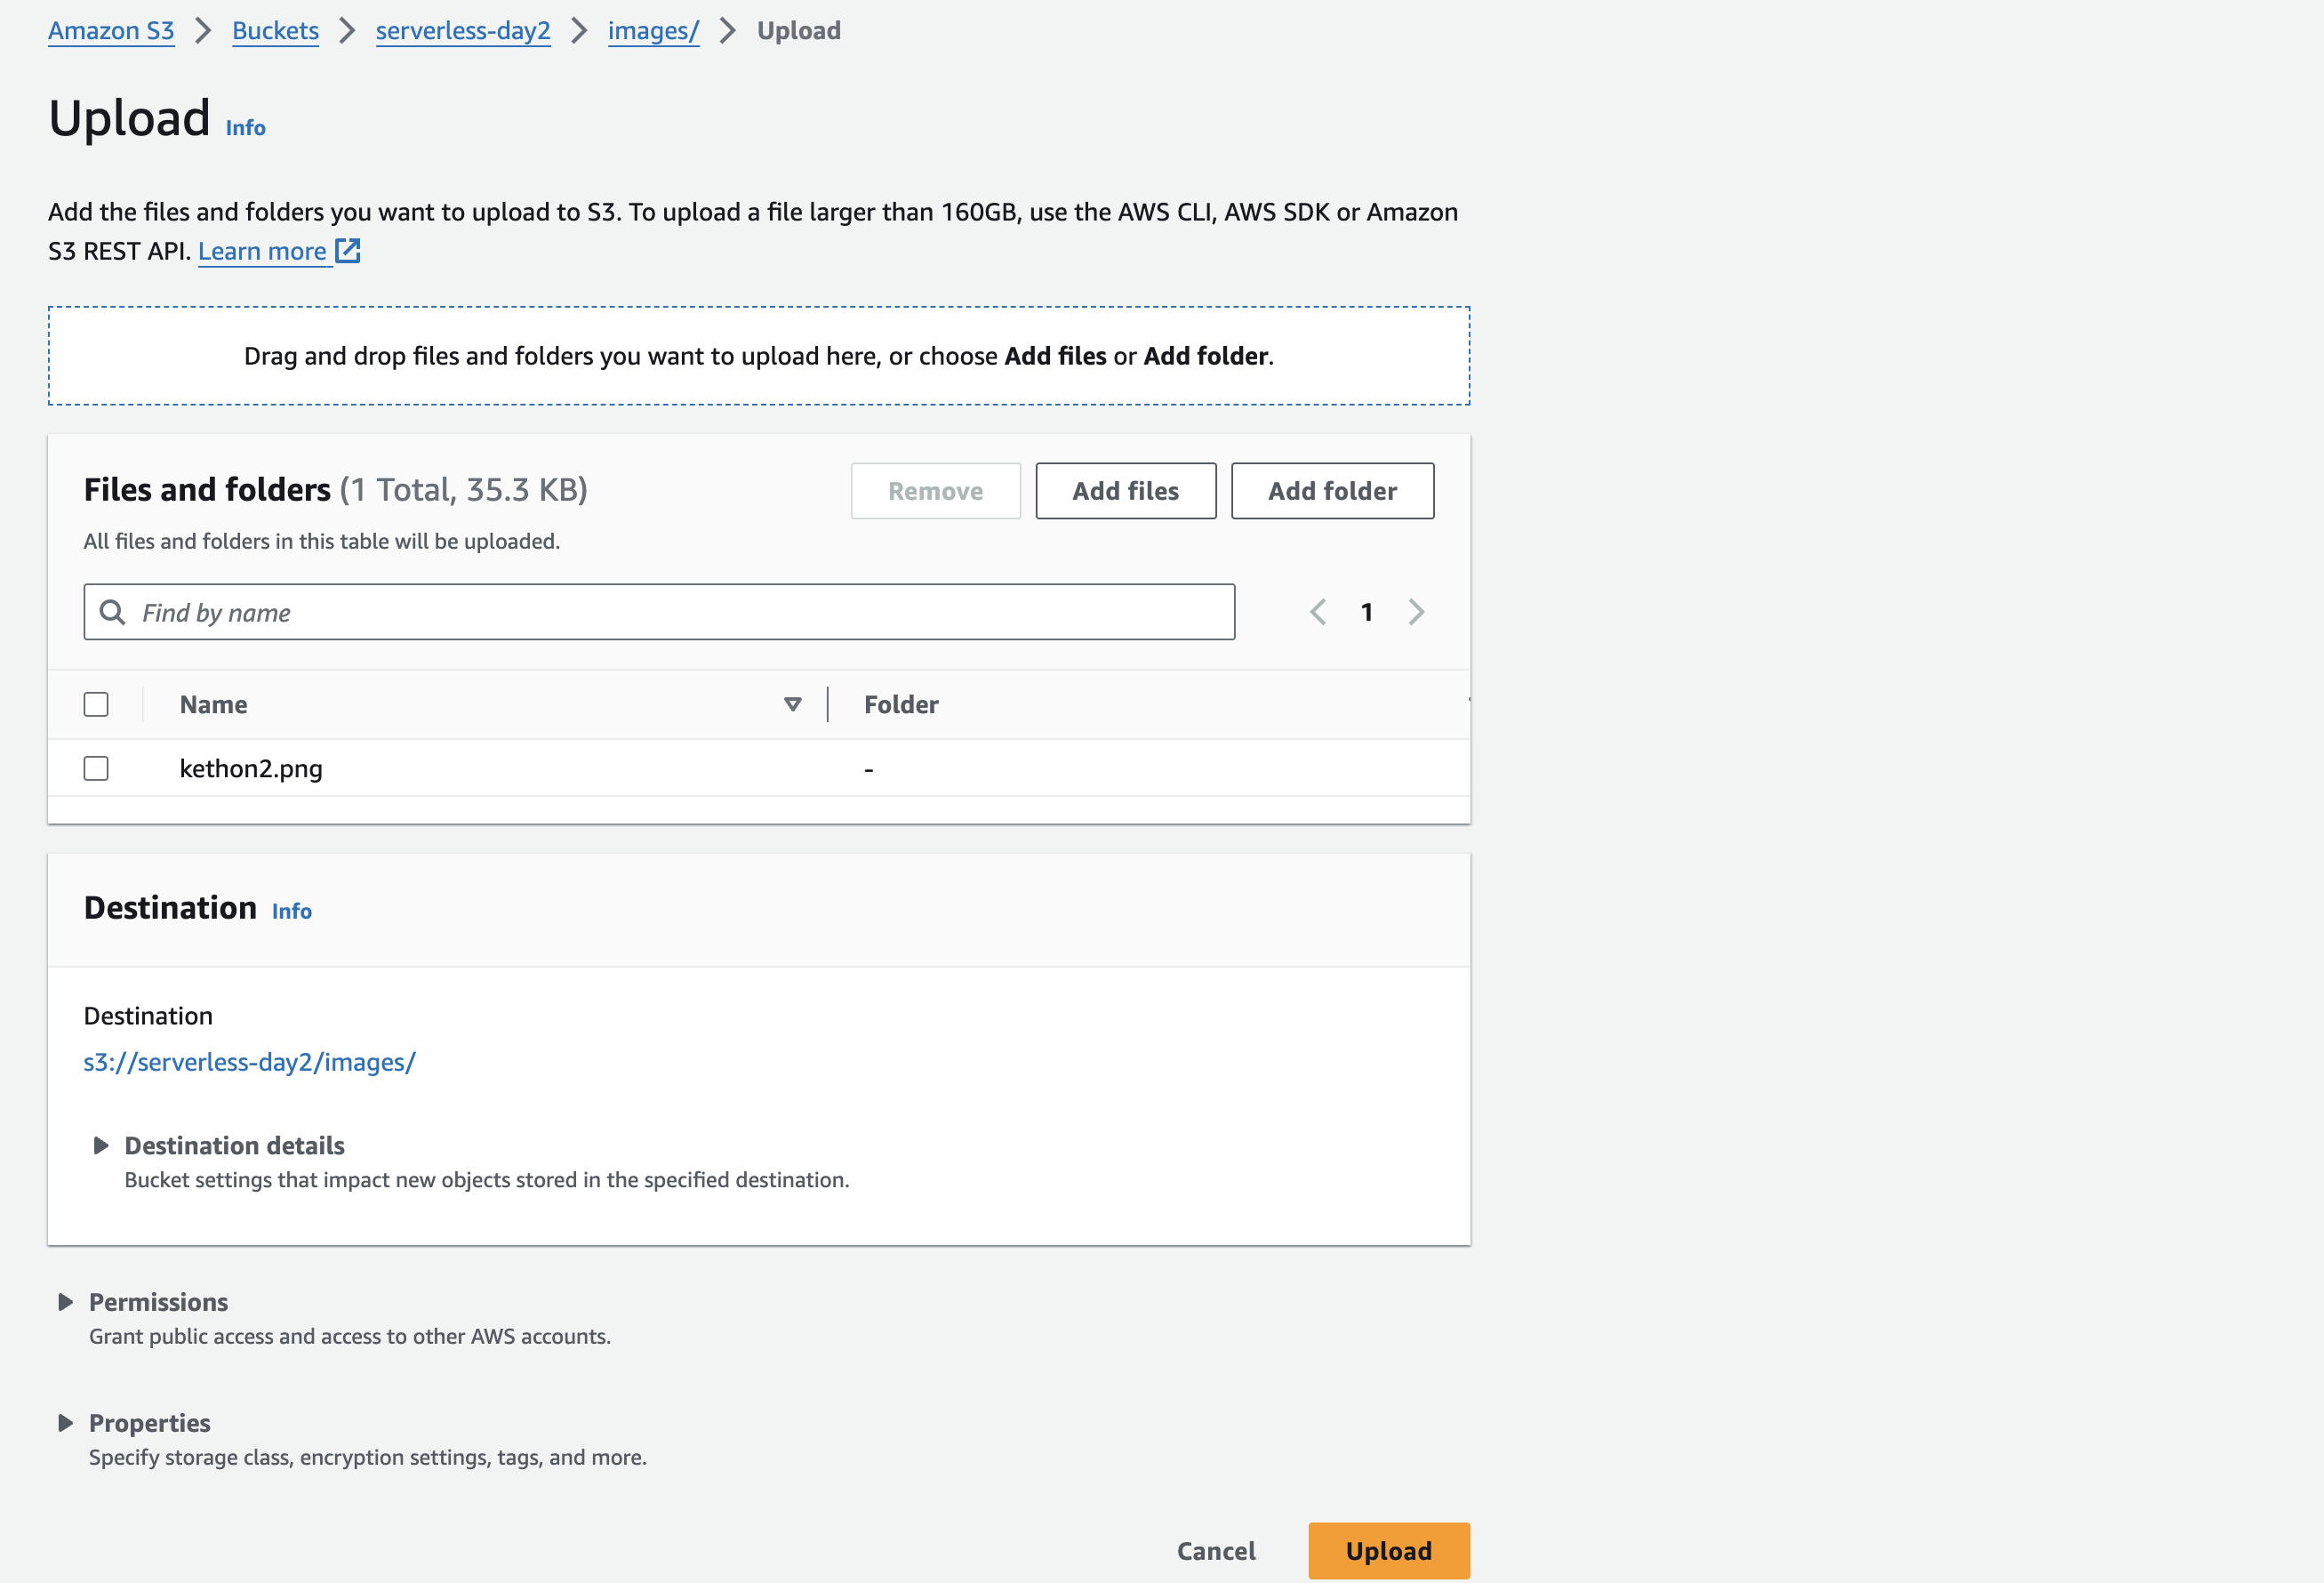 Amazon S3 > Buckets > serverless-day2 > images/ > Upload
Upload Info
Add the files and folders you want to upload to S3. To upload a file larger than 160GB, use the AWS CLI, AWS SDK or Amazon
S3 REST API. Learn more
Drag and drop files and folders you want to upload here, or choose Add files or Add folder.
Files and folders (1 Total, 35.3 KB)
Remove
Add files
Add folder
All files and folders in this table will be uploaded.
Find by name
1
Name
Folder
kethon2.png
-
Destination Info
Destination
s3://serverless-day2/images/
Destination details
Bucket settings that impact new objects stored in the specified destination.
Permissions
Grant public access and access to other AWS accounts.
Properties
Specify storage class, encryption settings, tags, and more.
Cancel
Upload